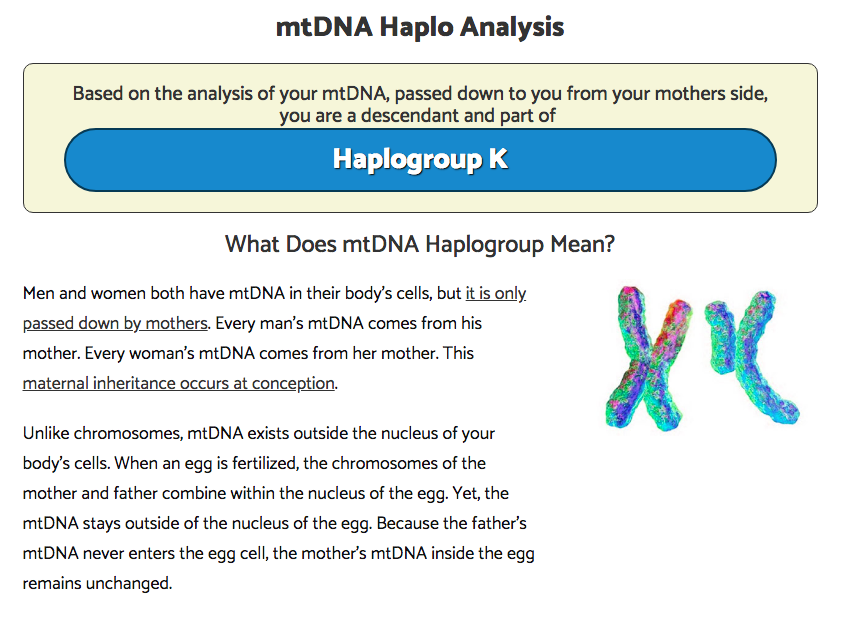 mtDNA Haplo Analysis
Based on the analysis of your mtDNA, passed down to you from your mothers side,
you are a descendant and part of
Haplogroup K
What Does mtDNA Haplogroup Mean?
Men and women both have mtDNA in their body's cells, but it is only
passed down by mothers. Every man's mtDNA comes from his
mother. Every woman's mtDNA comes from her mother. This
maternal inheritance occurs at conception.
Unlike chromosomes, mtDNA exists outside the nucleus of your
body's cells. When an egg is fertilized, the chromosomes of the
mother and father combine within the nucleus of the egg. Yet, the
mtDNA stays outside of the nucleus of the egg. Because the father's
mtDNA never enters the egg cell, the mother's mtDNA inside the egg
remains unchanged.